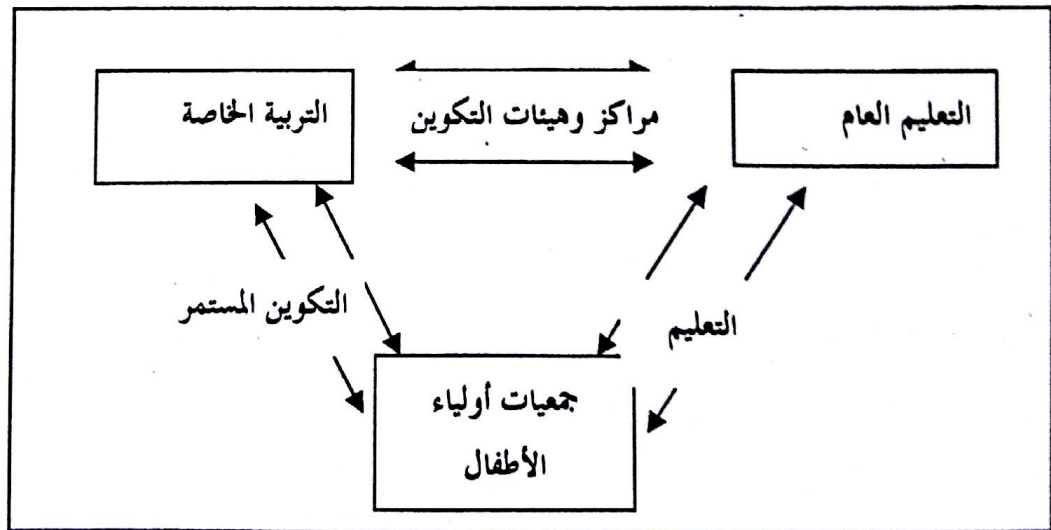 التعليم العام
مراكز وهيئات التكوين
التربية الخاصة
التعليم
التكوين المستمر
جمعيات أولياء
الأطفال